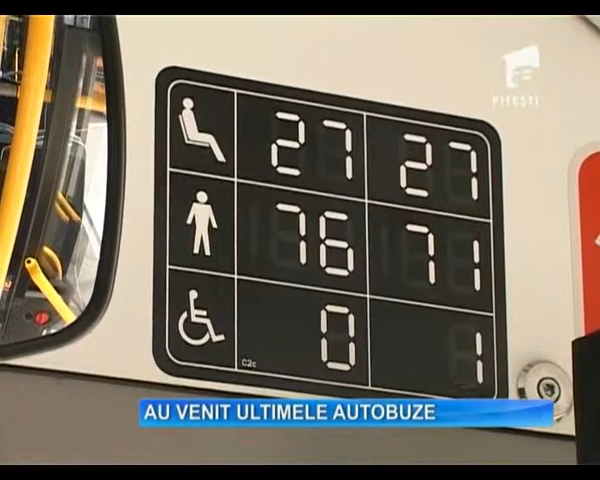 PITEȘTI
27 27
76 71
0 1
C2c
AU VENIT ULTIMELE AUTOBUZE